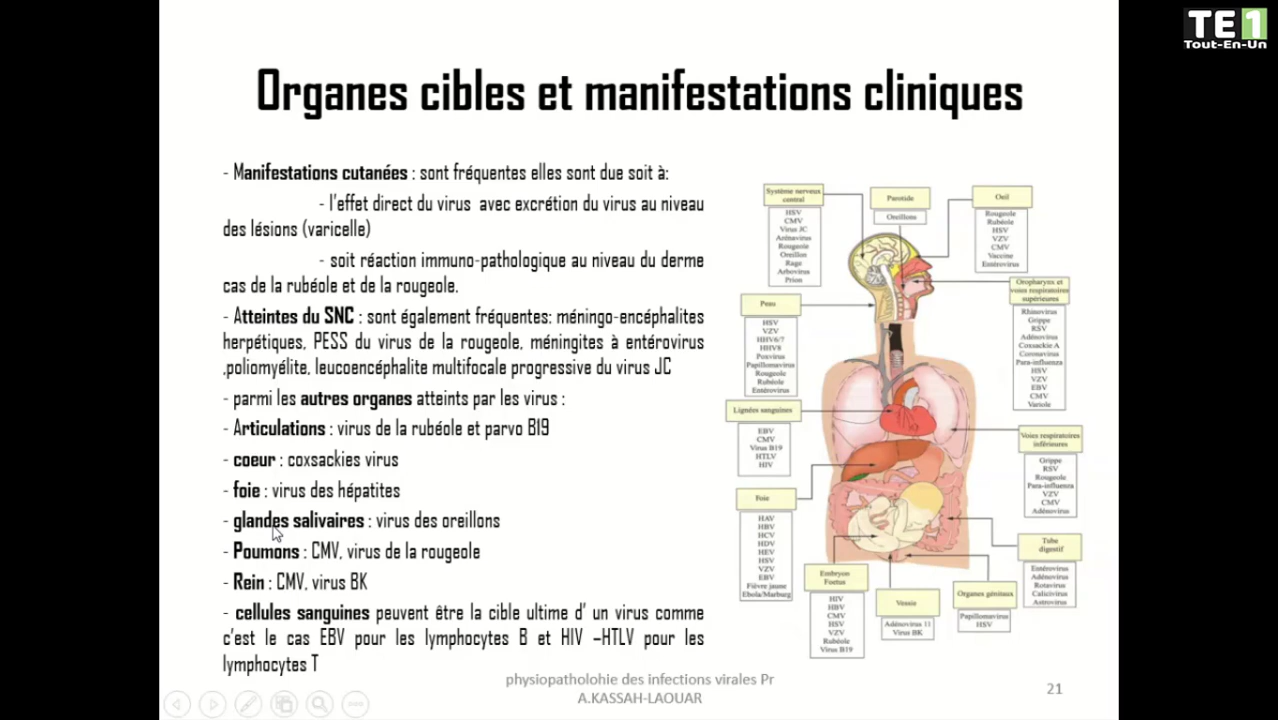 TE1
Tout-En-Un
Organes cibles et manifestations cliniques
- Manifestations cutanées : sont fréquentes elles sont due soit à:
- l'effet direct du virus avec excrétion du virus au niveau
des lésions (varicelle)
- soit réaction immuno-pathologique au niveau du derme
cas de la rubéole et de la rougeole.
- Atteintes du SNC : sont également fréquentes: méningo-encéphalites
herpétiques, PESS du virus de la rougeole, méningites à entérovirus
,poliomyélite, leucoencéphalite multifocale progressive du virus JC
- parmi les autres organes atteints par les virus :
- Articulations : virus de la rubéole et parvo B19
- coeur : coxsackies virus
- foie : virus des hépatites
- glandes salivaires : virus des oreillons
- Poumons : CMV, virus de la rougeole
- Rein : CMV, virus BK
- cellules sanguins peuvent être la cible ultime d' un virus comme
c'est le cas EBV pour les lymphocytes B et HIV –HTLV pour les
lymphocytes T
Système nerveux
central
HSV
CMV
Virus JC
Arénavirus
Rougeole
Oreillon
Rage
Arbovirus
Prion
Parotide
Oreillons
Oeil
Rougeole
Rubéole
HSV
VZV
CMV
Vaccine
Entérovirus
Peau
HSV
VZV
HHV6/7
HHV8
Poxvirus
Papillomavirus
Rougeole
Rubéole
Entérovirus
Oropharynx et
voies respiratoires
supérieures
Rhinovirus
Grippe
RSV
Adénovirus
Coxsackie A
Coronavirus
Para-influenza
HSV
VZV
EBV
CMV
Variole
Lignées sanguines
EBV
CMV
Virus B19
HTLV
HIV
Voies respiratoires
inférieures
Grippe
RSV
Rougeole
Para-influenza
VZV
CMV
Adénovirus
Foie
HAV
HBV
HCV
HDV
HEV
HSV
VZV
EBV
Fièvre jaune
Ebola/Marburg
Tube
digestif
Entérovirus
Adénovirus
Rotavirus
Calicivirus
Astrovirus
Embryon
Foetus
HIV
HBV
CMV
HSV
VZV
Rubéole
Virus B19
Vessie
Adénovirus 11
Virus BK
Organes génitaux
Papillomavirus
HSV
physiopatholohie des infections virales Pr
A.KASSAH-LAOUAR
21